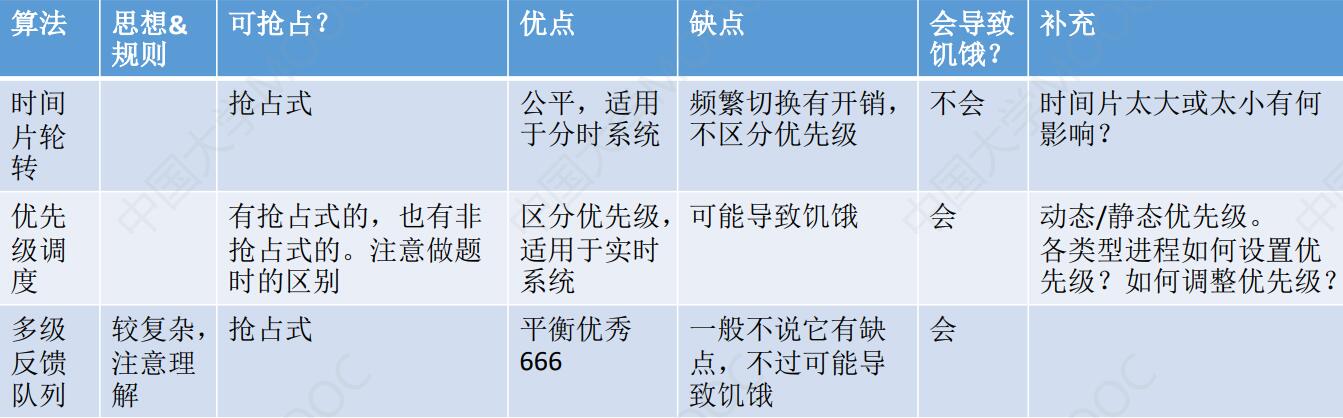 算法
思想&
规则
可抢占？
优点
缺点
会导致
饥饿？
补充
时间
片轮
转
抢占式
公平，适用
于分时系统
频繁切换有开销，
不区分优先级
不会
时间片太大或太小有何
影响？
优先
级调
度
有抢占式的，也有非
抢占式的。注意做题
时的区别
区分优先级，
适用于实时
系统
可能导致饥饿
会
动态/静态优先级。
各类型进程如何设置优
先级？如何调整优先级？
多级
反馈
队列
较复杂，
注意理
解
抢占式
平衡优秀
666
一般不说它有缺
点，不过可能导
致饥饿
会
中国大学MOOC